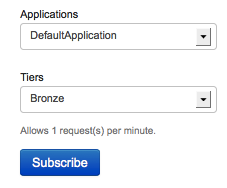 Applications
DefaultApplication
Tiers
Bronze
Allows 1 request(s) per minute.
Subscribe